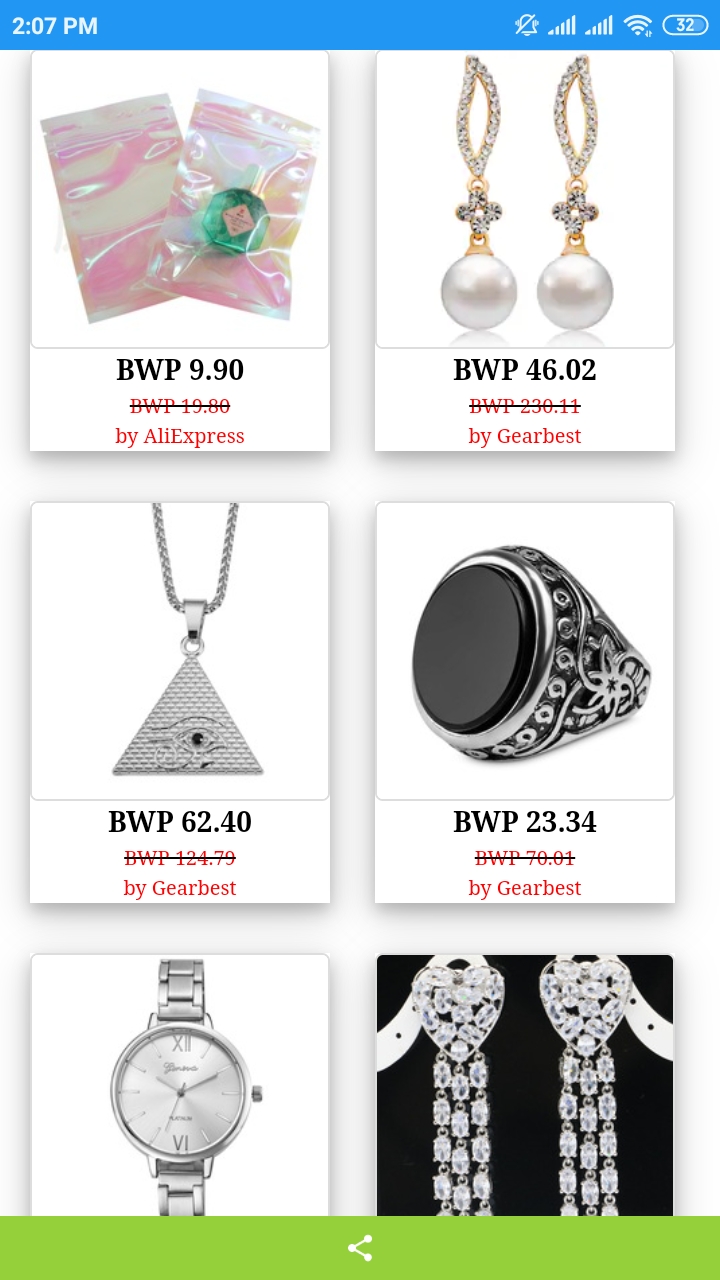 2:07 PM
32
BWP 9.90
BWP 19.80
by AliExpress
BWP 46.02
BWP 230.11
by Gearbest
BWP 62.40
BWP 124.79
by Gearbest
BWP 23.34
BWP 70.01
by Gearbest
XII
Geneva
PLATINUM
VI